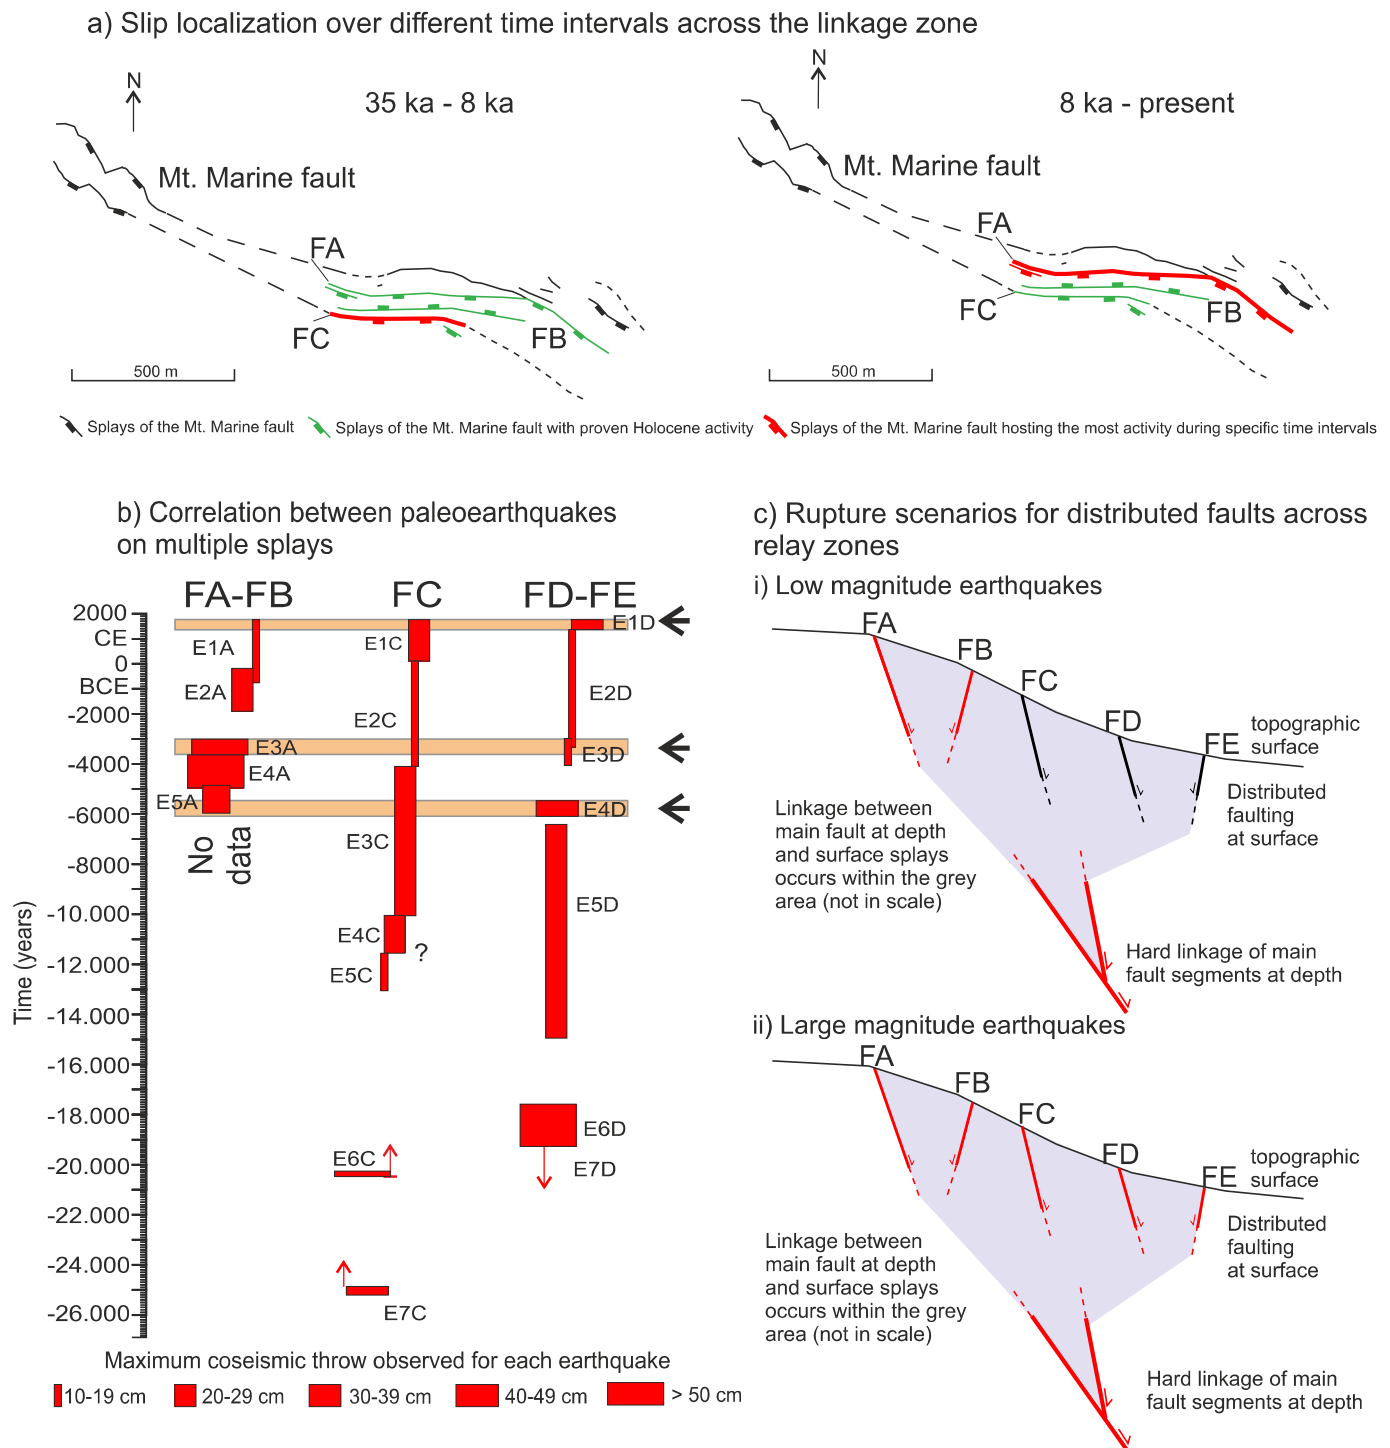 a) Slip localization over different time intervals across the linkage zone
N
35 ka - 8 ka
Mt. Marine fault
FA
FC
FB
500 m
N
8 ka - present
Mt. Marine fault
FA
FC
FB
500 m
Splays of the Mt. Marine fault
Splays of the Mt. Marine fault with proven Holocene activity
Splays of the Mt. Marine fault hosting the most activity during specific time intervals
b) Correlation between paleoearthquakes
on multiple splays
FA-FB
FC
FD-FE
Time (years)
2000
CE
0
BCE
-2000
-4000
-6000
-8000
-10.000
-12.000
-14.000
-16.000
-18.000
-20.000
-22.000
-24.000
-26.000
E1A
E2A
E3A
E4A
E5A
No
data
E1C
E2C
E3C
E4C
?
E5C
E6C
E7C
E1D
E2D
E3D
E4D
E5D
E6D
E7D
Maximum coseismic throw observed for each earthquake
10-19 cm
20-29 cm
30-39 cm
40-49 cm
> 50 cm
c) Rupture scenarios for distributed faults across
relay zones
i) Low magnitude earthquakes
FA
FB
FC
FD
FE
topographic
surface
Distributed
faulting
at surface
Linkage between
main fault at depth
and surface splays
occurs within the grey
area (not in scale)
Hard linkage of main
fault segments at depth
ii) Large magnitude earthquakes
FA
FB
FC
FD
FE
topographic
surface
Distributed
faulting
at surface
Linkage between
main fault at depth
and surface splays
occurs within the grey
area (not in scale)
Hard linkage of main
fault segments at depth